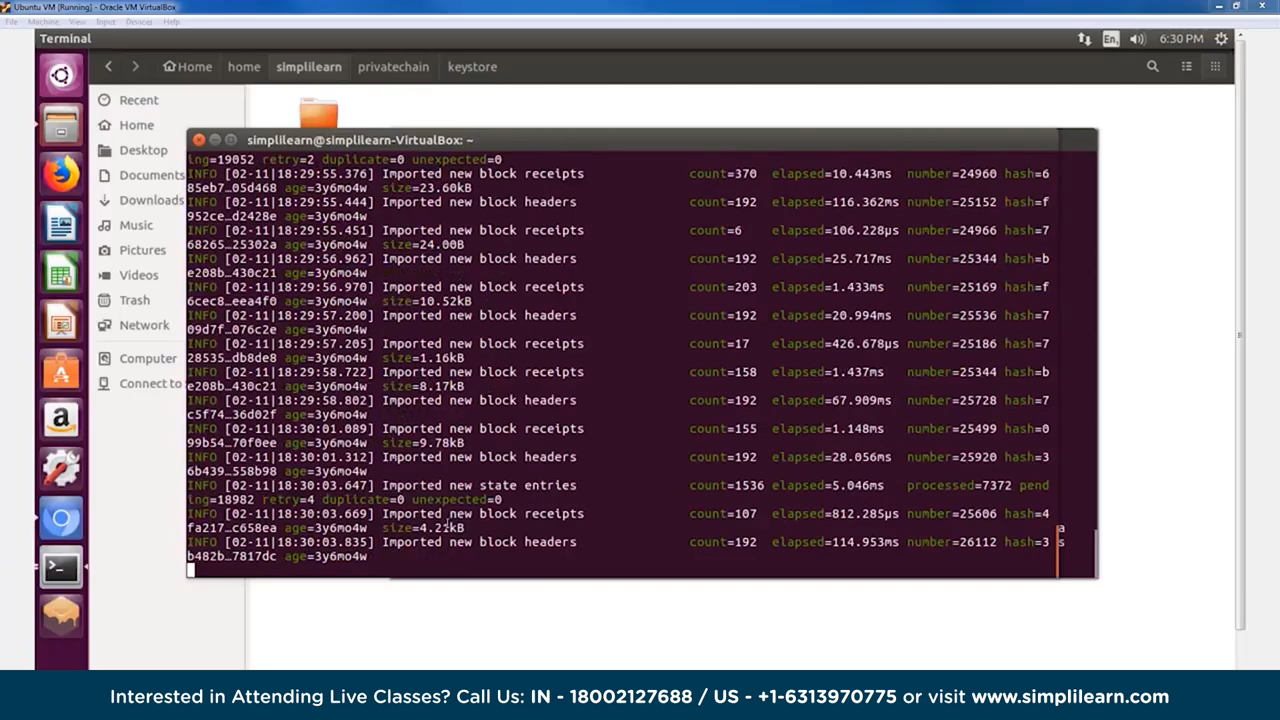 Ubuntu VM [Running] - Oracle VM VirtualBox
File Machine View Input Devices Help
Terminal
En
6:30 PM
Home home simplilearn privatechain keystore
Recent
Home
Desktop
Documents
Downloads
Music
Pictures
Videos
Trash
Network
Computer
Connect to
simplilearn@simplilearn-VirtualBox: ~
ing=19052 retry=2 duplicate=0 unexpected=0
INFO [02-11|18:29:55.376] Imported new block receipts count=370 elapsed=10.443ms number=24960 hash=6
85eb7…05d468 age=3y6mo4w size=23.60kB
INFO [02-11|18:29:55.444] Imported new block headers count=192 elapsed=116.362ms number=25152 hash=f
952ce…d2428e age=3y6mo4w
INFO [02-11|18:29:55.451] Imported new block receipts count=6 elapsed=106.228µs number=24966 hash=7
68265…25302a age=3y6mo4w size=24.00B
INFO [02-11|18:29:56.962] Imported new block headers count=192 elapsed=25.717ms number=25344 hash=b
e208b…430c21 age=3y6mo4w
INFO [02-11|18:29:56.970] Imported new block receipts count=203 elapsed=1.433ms number=25169 hash=f
6cec8…eea4f0 age=3y6mo4w size=10.52kB
INFO [02-11|18:29:57.200] Imported new block headers count=192 elapsed=20.994ms number=25536 hash=7
09d7f…076c2e age=3y6mo4w
INFO [02-11|18:29:57.205] Imported new block receipts count=17 elapsed=426.678µs number=25186 hash=7
28535…db8de8 age=3y6mo4w size=1.16kB
INFO [02-11|18:29:58.722] Imported new block receipts count=158 elapsed=1.437ms number=25344 hash=b
e208b…430c21 age=3y6mo4w size=8.17kB
INFO [02-11|18:29:58.802] Imported new block headers count=192 elapsed=67.909ms number=25728 hash=7
c5f74…36d02f age=3y6mo4w
INFO [02-11|18:30:01.089] Imported new block receipts count=155 elapsed=1.148ms number=25499 hash=0
99b54…70f0ee age=3y6mo4w size=9.78kB
INFO [02-11|18:30:01.312] Imported new block headers count=192 elapsed=28.056ms number=25920 hash=3
6b439…558b98 age=3y6mo4w
INFO [02-11|18:30:03.647] Imported new state entries count=1536 elapsed=5.046ms processed=7372 pend
ing=18982 retry=4 duplicate=0 unexpected=0
INFO [02-11|18:30:03.669] Imported new block receipts count=107 elapsed=812.285µs number=25606 hash=4
fa217…c658ea age=3y6mo4w size=4.21kB a
INFO [02-11|18:30:03.835] Imported new block headers count=192 elapsed=114.953ms number=26112 hash=3 s
b482b…7817dc age=3y6mo4w
Interested in Attending Live Classes? Call Us: IN - 18002127688 / US - +1-6313970775 or visit www.simplilearn.com